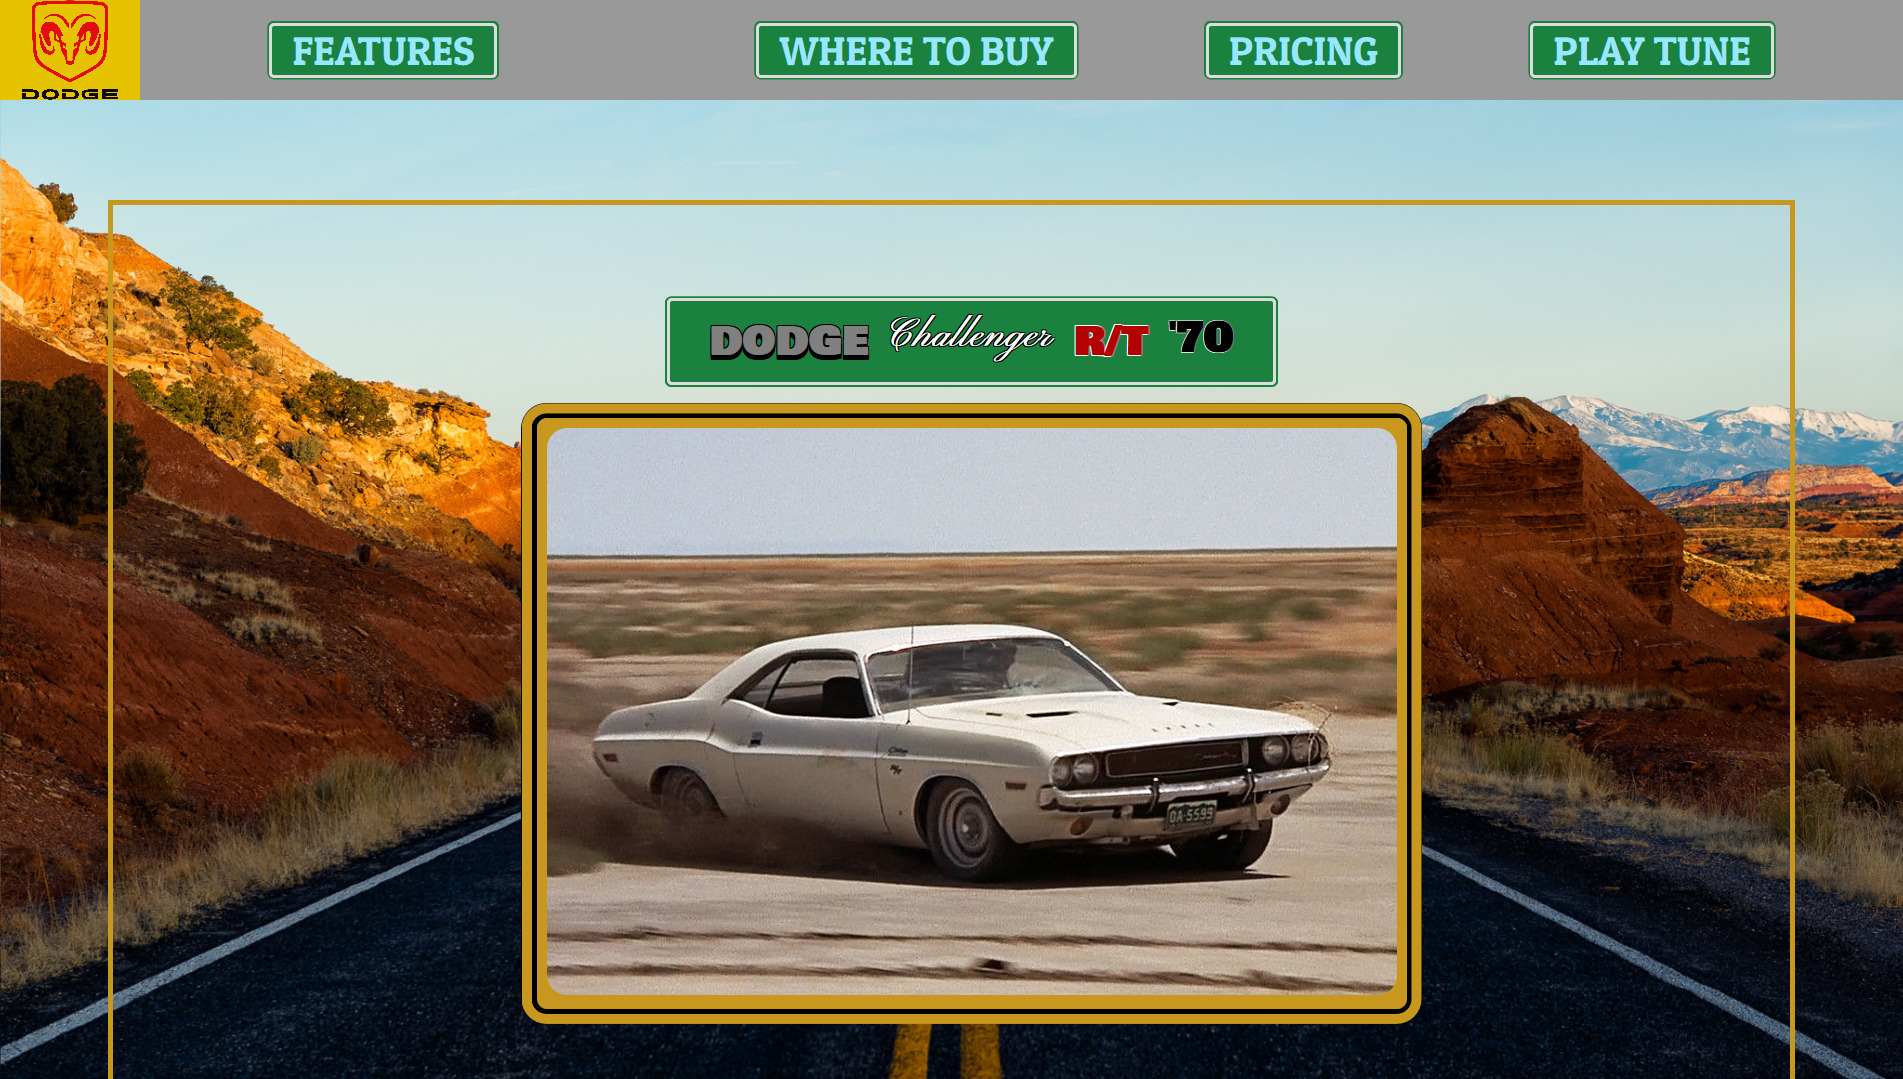 DODGE
FEATURES
WHERE TO BUY
PRICING
PLAY TUNE
DODGE Challenger R/T '70
OA-5599